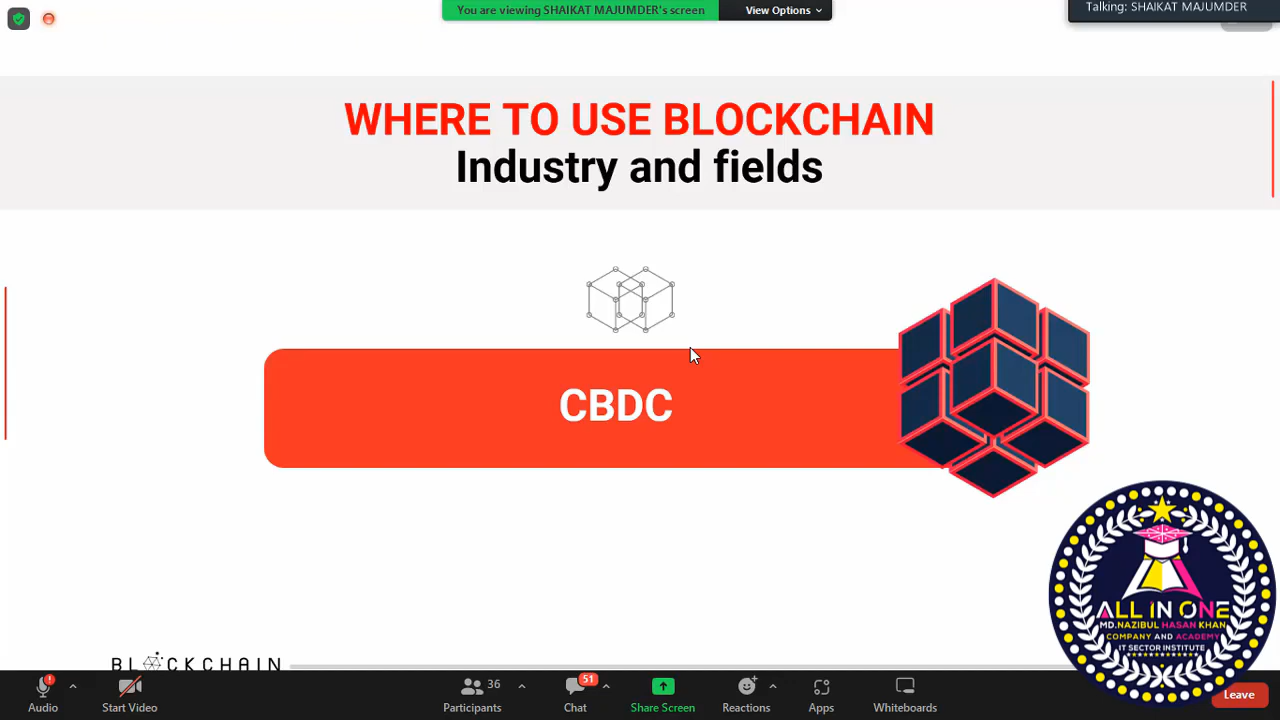 You are viewing SHAIKAT MAJUMDER's screen
View Options
Talking: SHAIKAT MAJUMDER
WHERE TO USE BLOCKCHAIN
Industry and fields
CBDC
ALL IN ONE
MD.NAZIBUL HASAN KHAN
COMPANY AND ACADEMY
IT SECTOR INSTITUTE
BLOCKCHAIN
Audio
Start Video
36
Participants
51
Chat
Share Screen
Reactions
Apps
Whiteboards
Leave